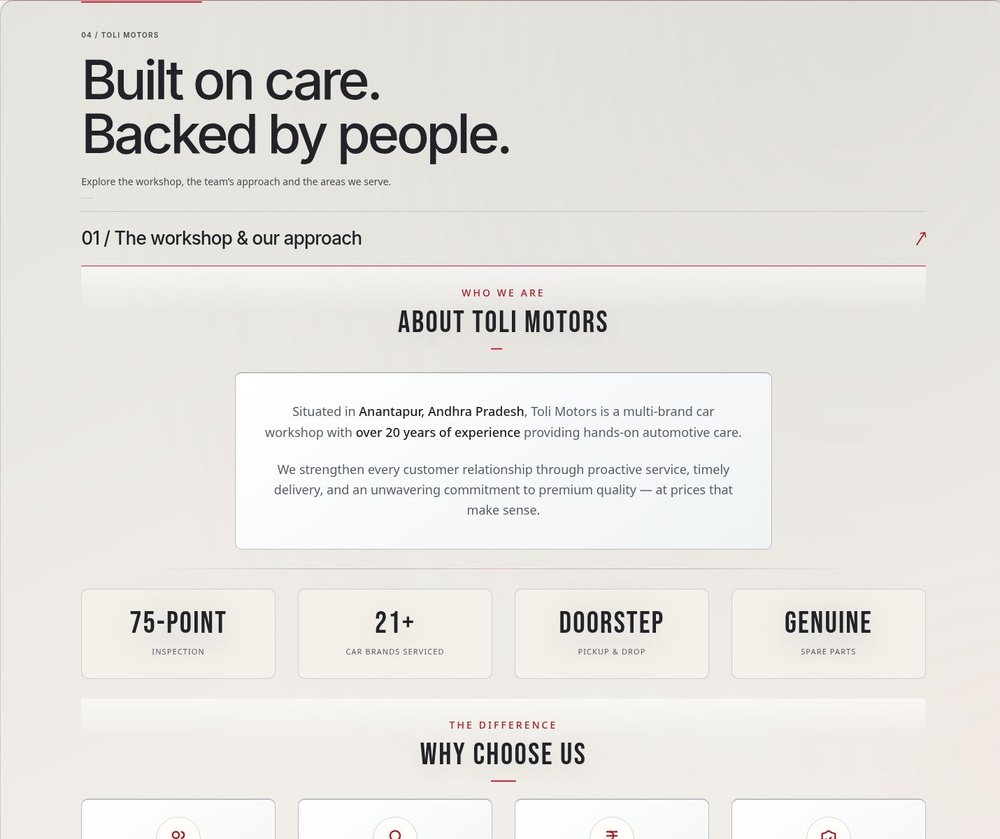 04 / TOLI MOTORS
Built on care.
Backed by people.
Explore the workshop, the team's approach and the areas we serve.
01 / The workshop & our approach
WHO WE ARE
ABOUT TOLI MOTORS
Situated in Anantapur, Andhra Pradesh, Toli Motors is a multi-brand car
workshop with over 20 years of experience providing hands-on automotive care.
We strengthen every customer relationship through proactive service, timely
delivery, and an unwavering commitment to premium quality — at prices that
make sense.
75-POINT
INSPECTION
21+
CAR BRANDS SERVICED
DOORSTEP
PICKUP & DROP
GENUINE
SPARE PARTS
THE DIFFERENCE
WHY CHOOSE US